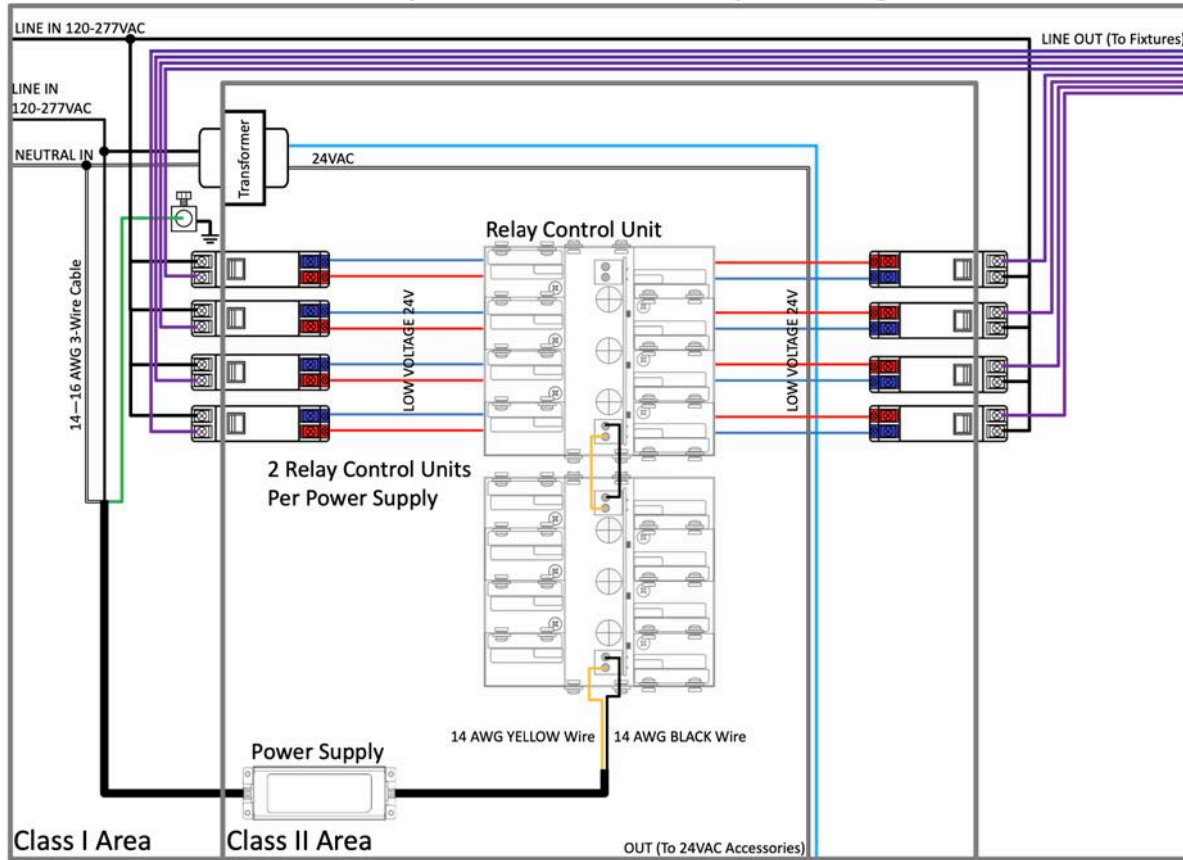 LINE IN 120-277VAC
LINE OUT (To Fixtures)
LINE IN
120-277VAC
NEUTRAL IN
Transformer
24VAC
Relay Control Unit
14—16 AWG 3-Wire Cable
LOW VOLTAGE 24V
LOW VOLTAGE 24V
2 Relay Control Units
Per Power Supply
14 AWG YELLOW Wire
14 AWG BLACK Wire
Power Supply
Class I Area
Class II Area
OUT (To 24VAC Accessories)